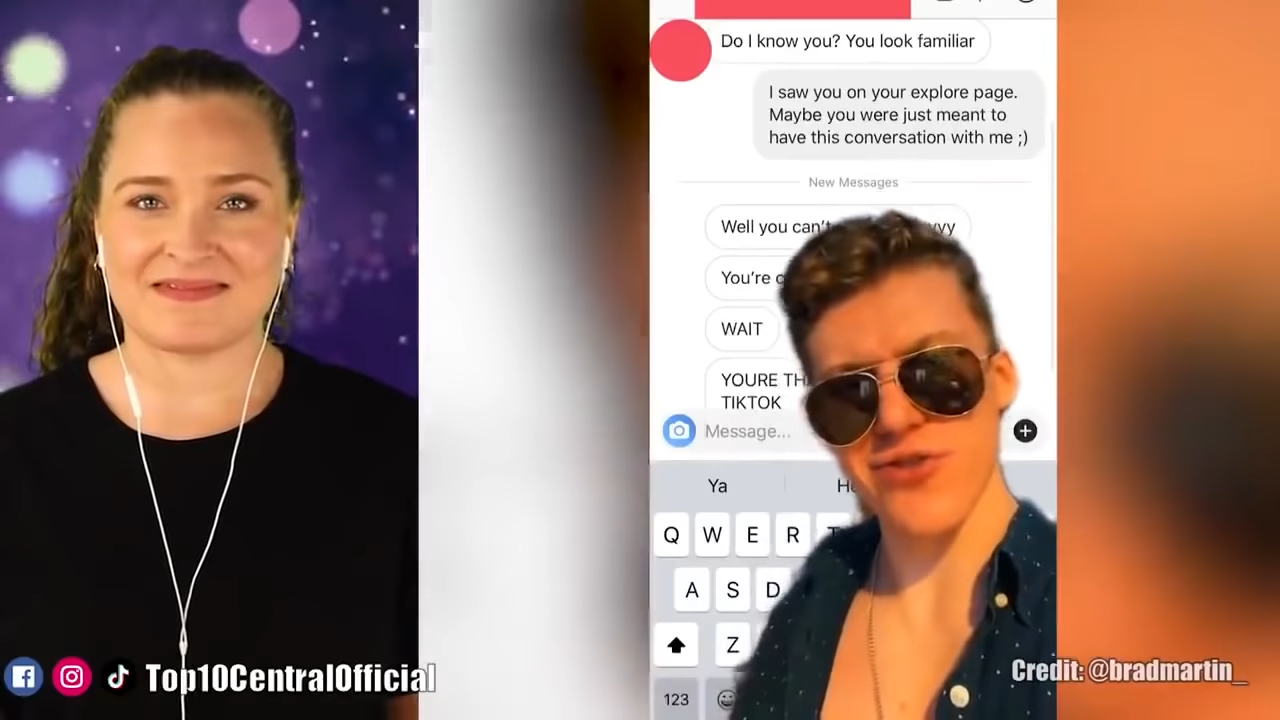 Do I know you? You look familiar
I saw you on your explore page.
Maybe you were just meant to
have this conversation with me ;)
New Messages
Well you can't
You're
WAIT
YOURE
TIKTOK
Message...
Ya
Q W E R
A S D
Z
123
Top10CentralOfficial
Credit: @bradmartin_